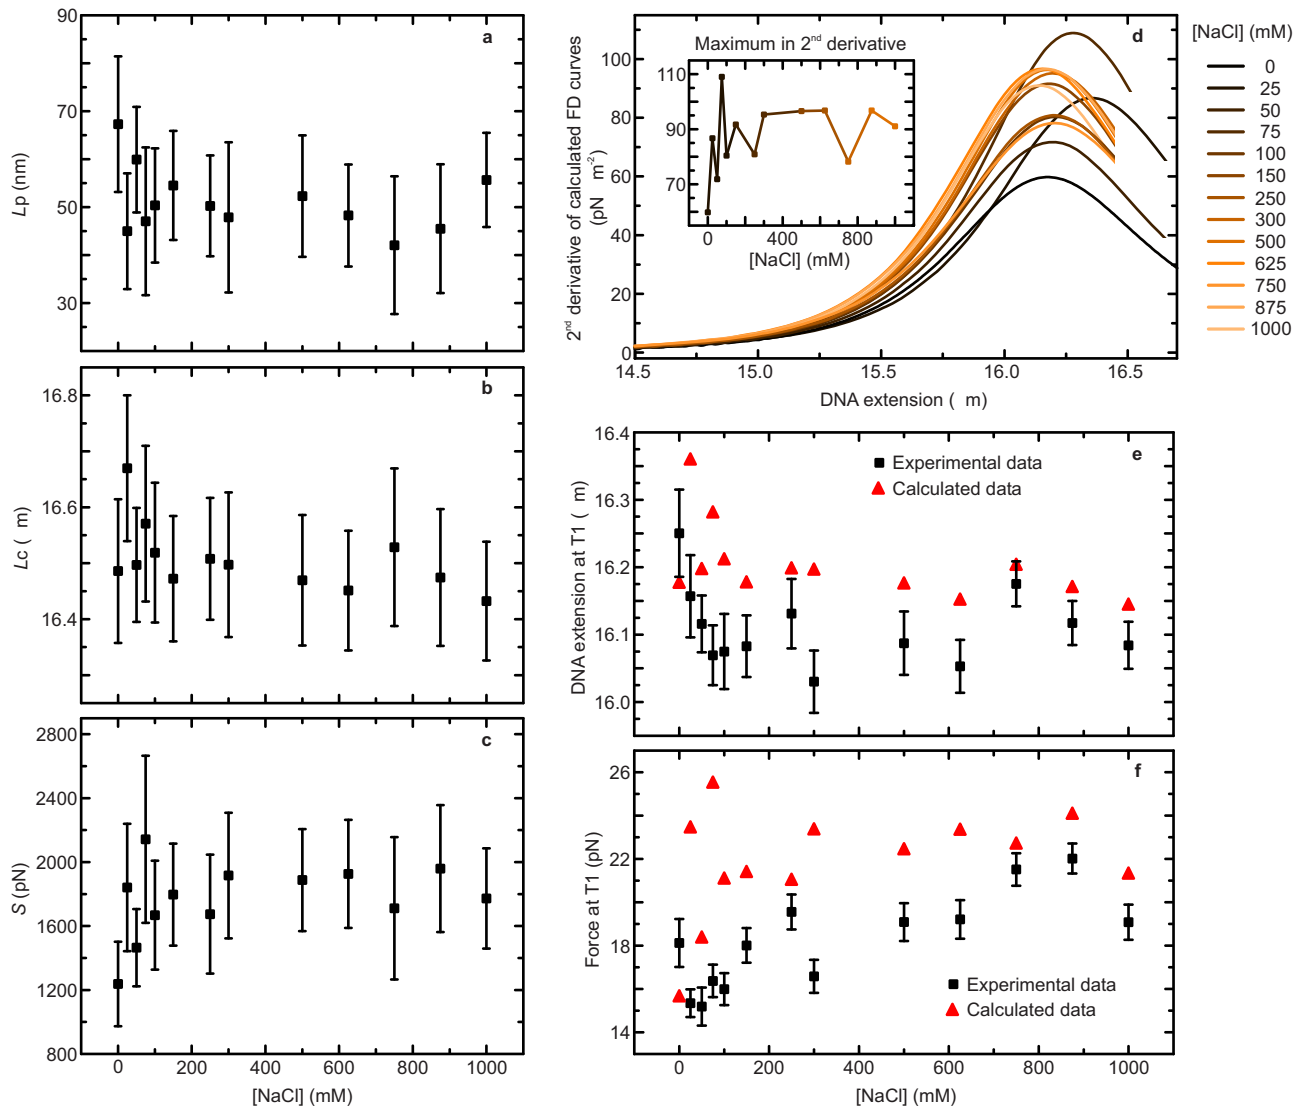 a
90
70
50
30
Lp (nm)
b
16.8
16.6
16.4
Lc ( m)
c
2800
2400
2000
1600
1200
800
S (pN)
0 200 400 600 800 1000
[NaCl] (mM)
d
100
80
60
40
20
0
2nd derivative of calculated FD curves
(pN m-2)
14.5 15.0 15.5 16.0 16.5
DNA extension ( m)
Maximum in 2nd derivative
110
90
70
0 400 800
[NaCl] (mM)
[NaCl] (mM)
0
25
50
75
100
150
250
300
500
625
750
875
1000
e
16.4
16.3
16.2
16.1
16.0
DNA extension at T1 ( m)
Experimental data
Calculated data
f
26
22
18
14
Force at T1 (pN)
Experimental data
Calculated data
0 200 400 600 800 1000
[NaCl] (mM)